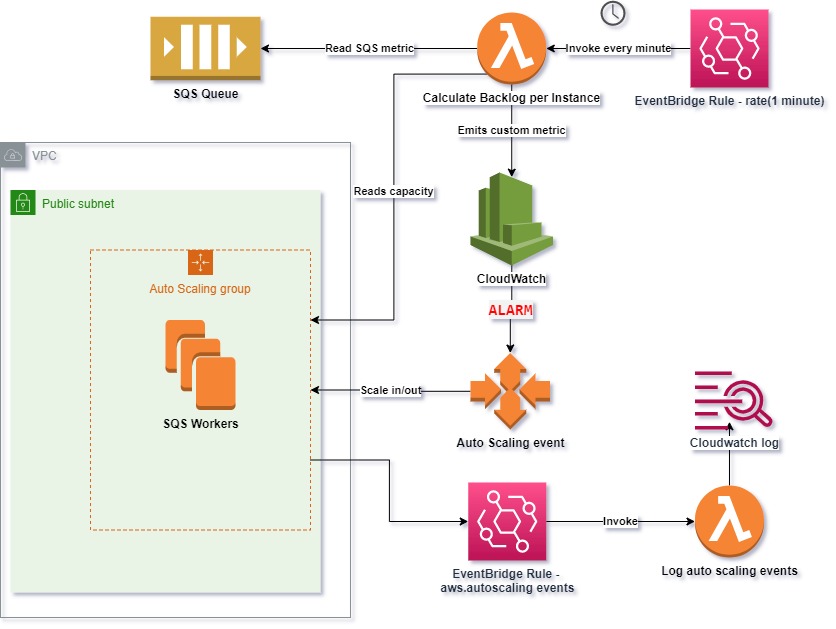 Read SQS metric
Invoke every minute
SQS Queue
Calculate Backlog per Instance
EventBridge Rule - rate(1 minute)
Emits custom metric
VPC
Reads capacity
Public subnet
CloudWatch
Auto Scaling group
ALARM
Scale in/out
SQS Workers
Auto Scaling event
Cloudwatch log
Invoke
EventBridge Rule -
aws.autoscaling events
Log auto scaling events